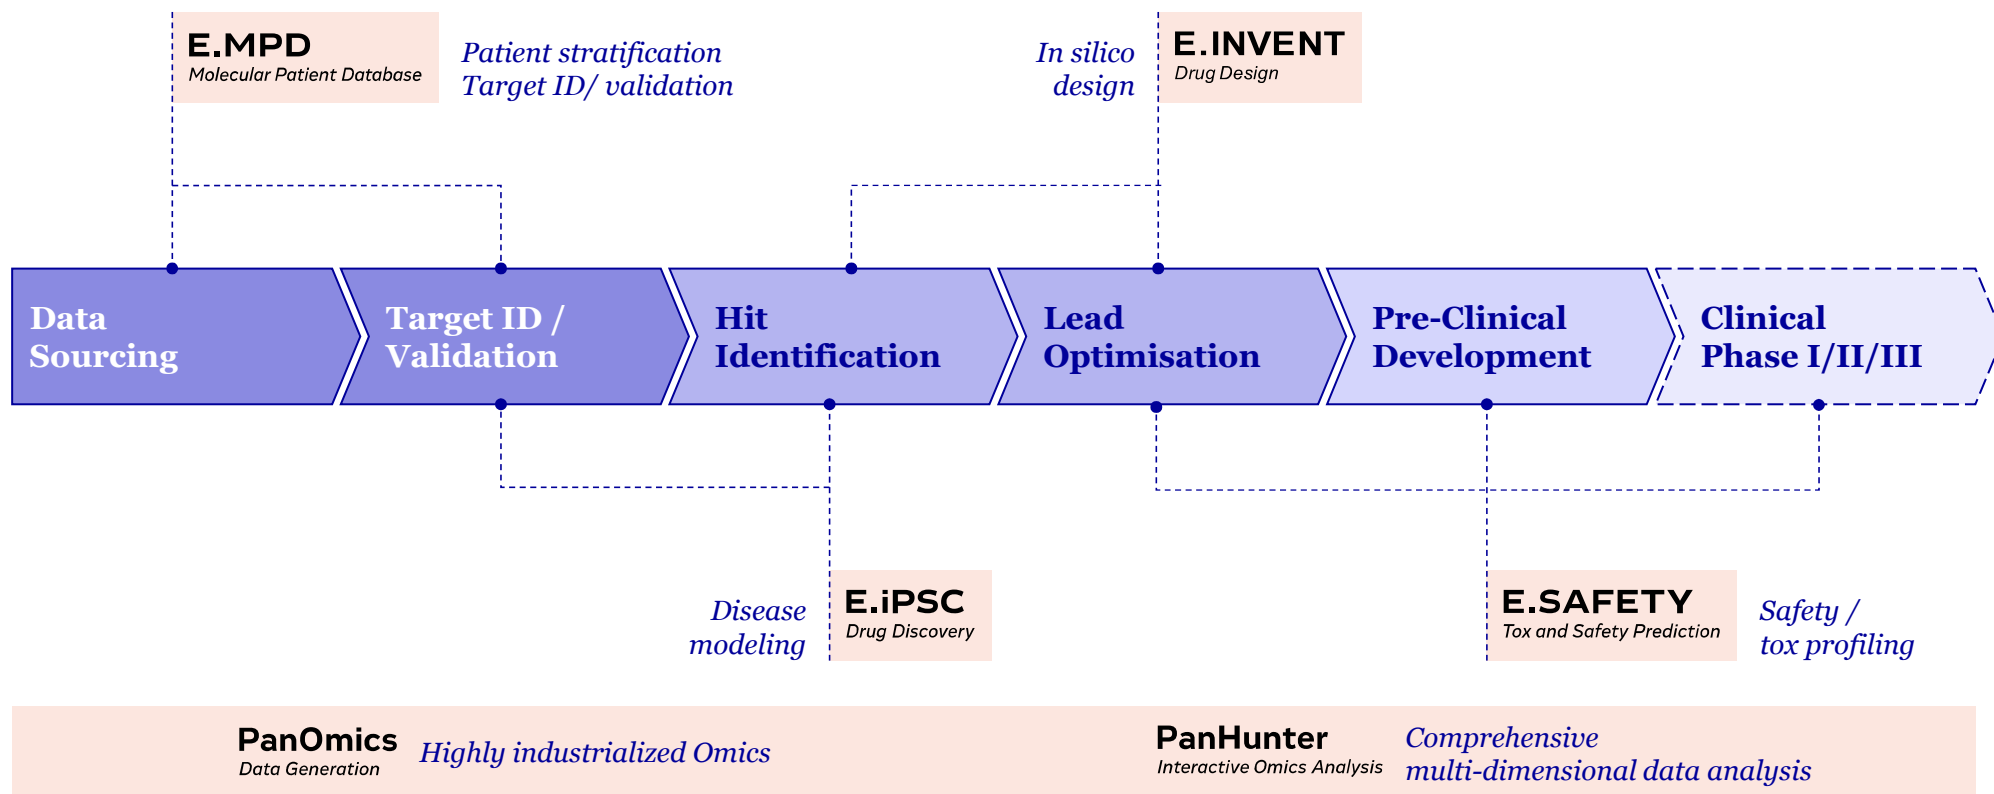 E.MPD
Molecular Patient Database
Patient stratification
Target ID/ validation
In silico
design
E.INVENT
Drug Design
Data
Sourcing
Target ID /
Validation
Hit
Identification
Lead
Optimisation
Pre-Clinical
Development
Clinical
Phase I/II/III
Disease
modeling
E.iPSC
Drug Discovery
E.SAFETY
Tox and Safety Prediction
Safety /
tox profiling
PanOmics
Data Generation
Highly industrialized Omics
PanHunter
Interactive Omics Analysis
Comprehensive
multi-dimensional data analysis